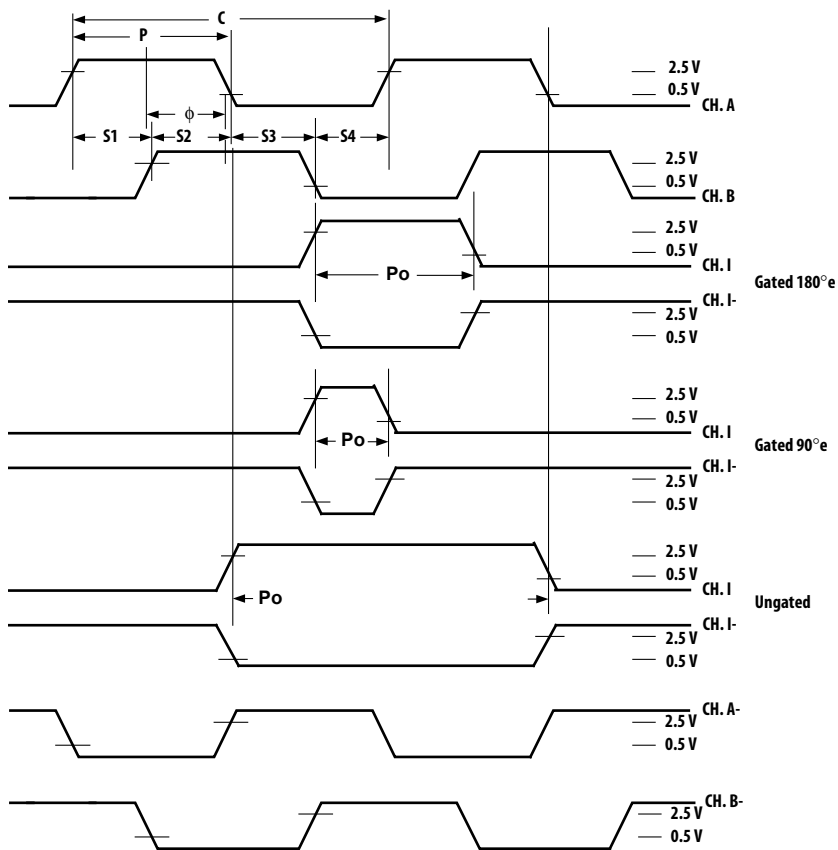 C
P
2.5 V
0.5 V
CH. A
ϕ
S1 S2 S3 S4
2.5 V
0.5 V
CH. B
2.5 V
0.5 V
Po
CH. I
Gated 180°e
CH. I-
2.5 V
0.5 V
2.5 V
0.5 V
Po
CH. I
Gated 90°e
CH. I-
2.5 V
0.5 V
2.5 V
0.5 V
CH. I
Po
Ungated
CH. I-
2.5 V
0.5 V
CH. A-
2.5 V
0.5 V
CH. B-
2.5 V
0.5 V